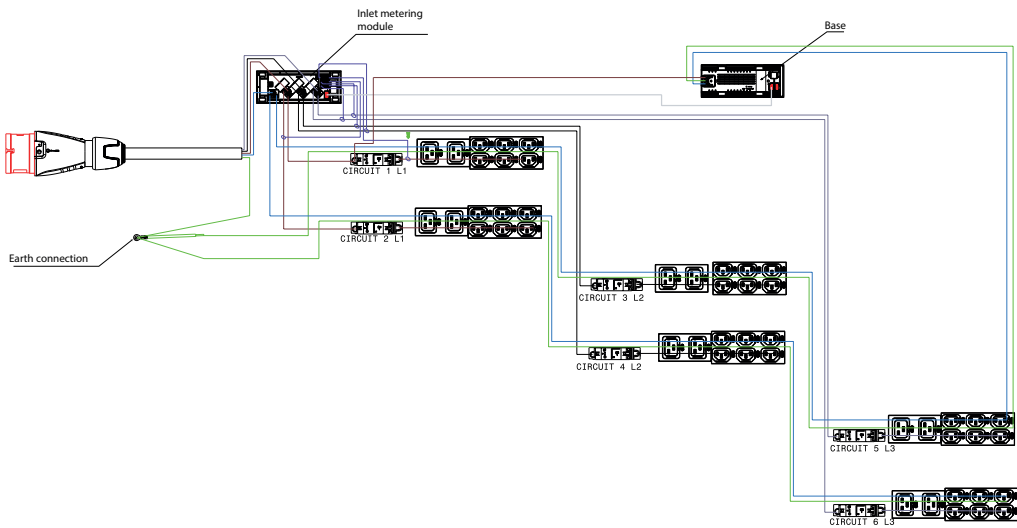 Inlet metering
module
Base
CIRCUIT 1 L1
CIRCUIT 2 L1
Earth connection
CIRCUIT 3 L2
CIRCUIT 4 L2
CIRCUIT 5 L3
CIRCUIT 6 L3